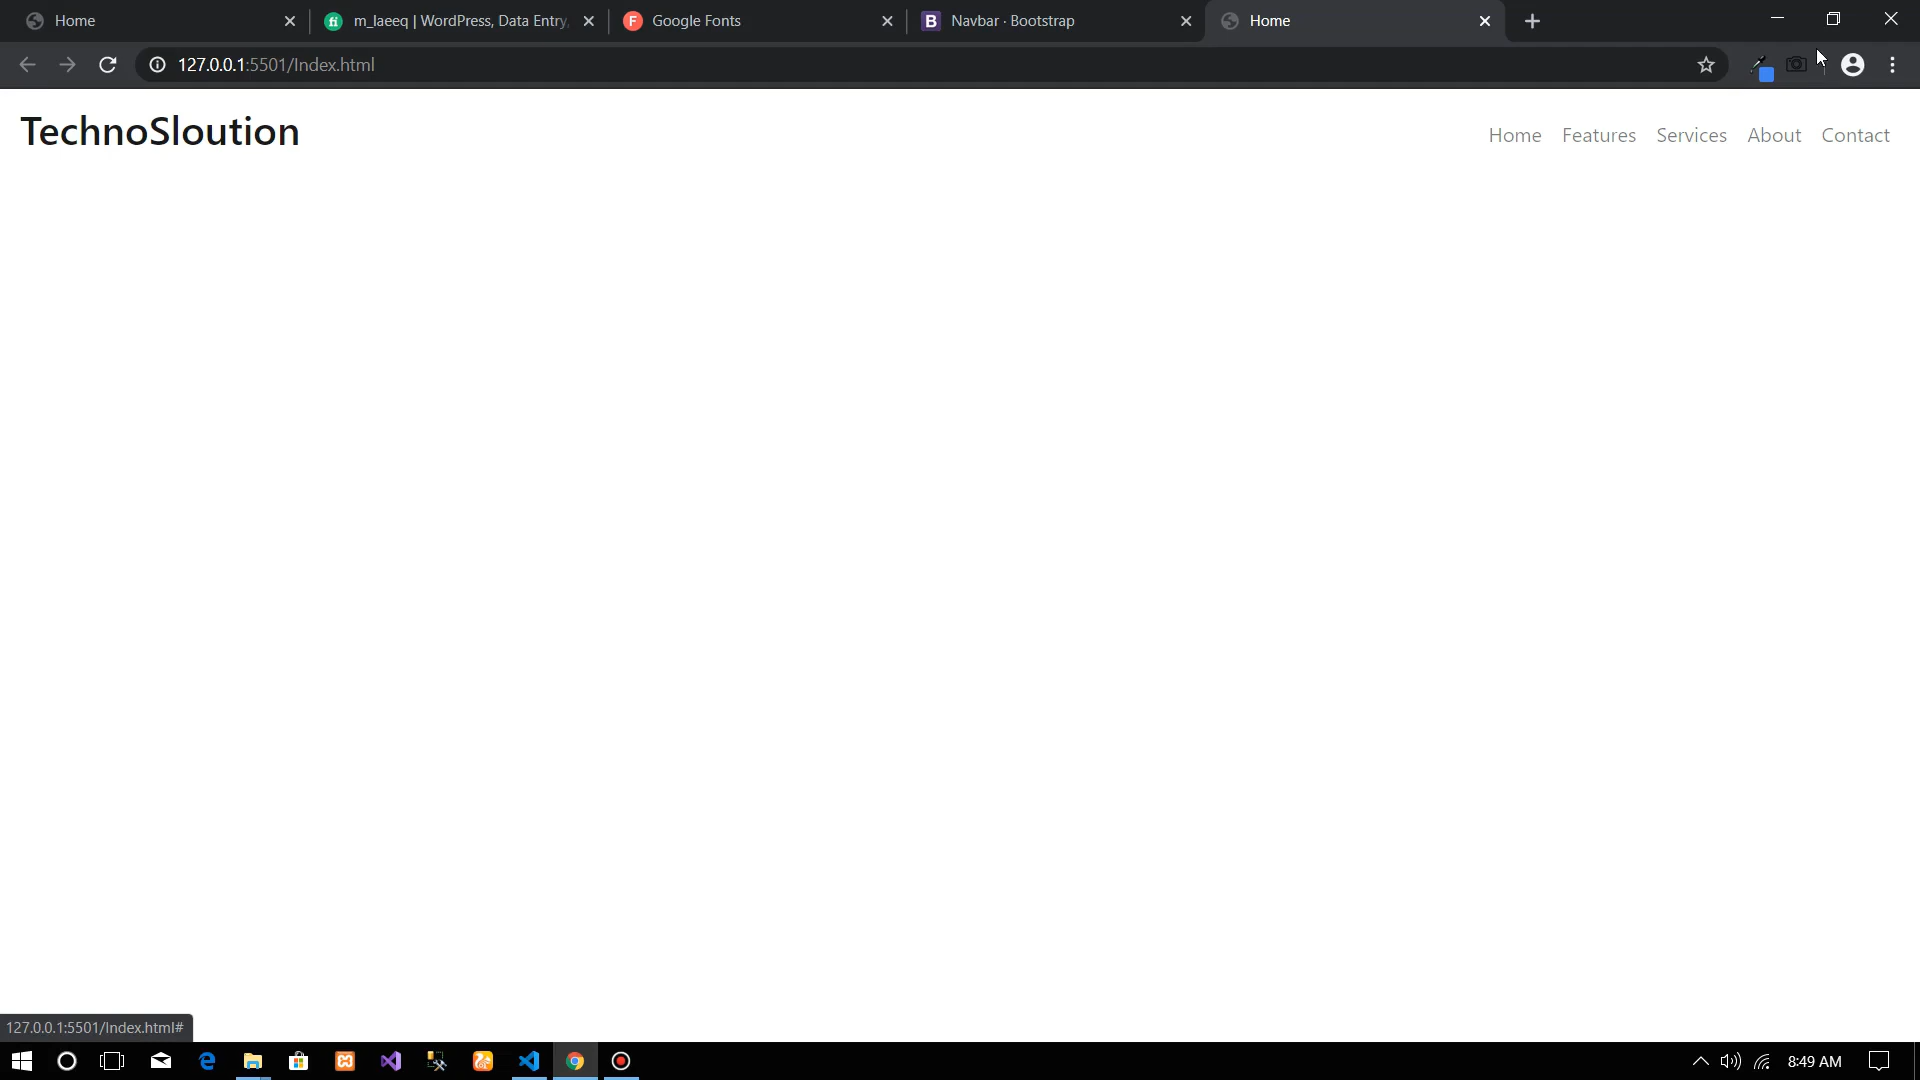 Home
m_laeeq | WordPress, Data Entry,
Google Fonts
Navbar · Bootstrap
Home
127.0.0.1:5501/Index.html
TechnoSloution
Home Features Services About Contact
127.0.0.1:5501/Index.html#
8:49 AM